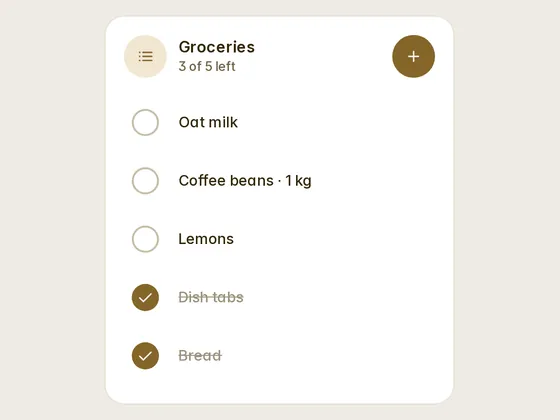 Groceries
3 of 5 left
Oat milk
Coffee beans · 1 kg
Lemons
Dish tabs
Bread